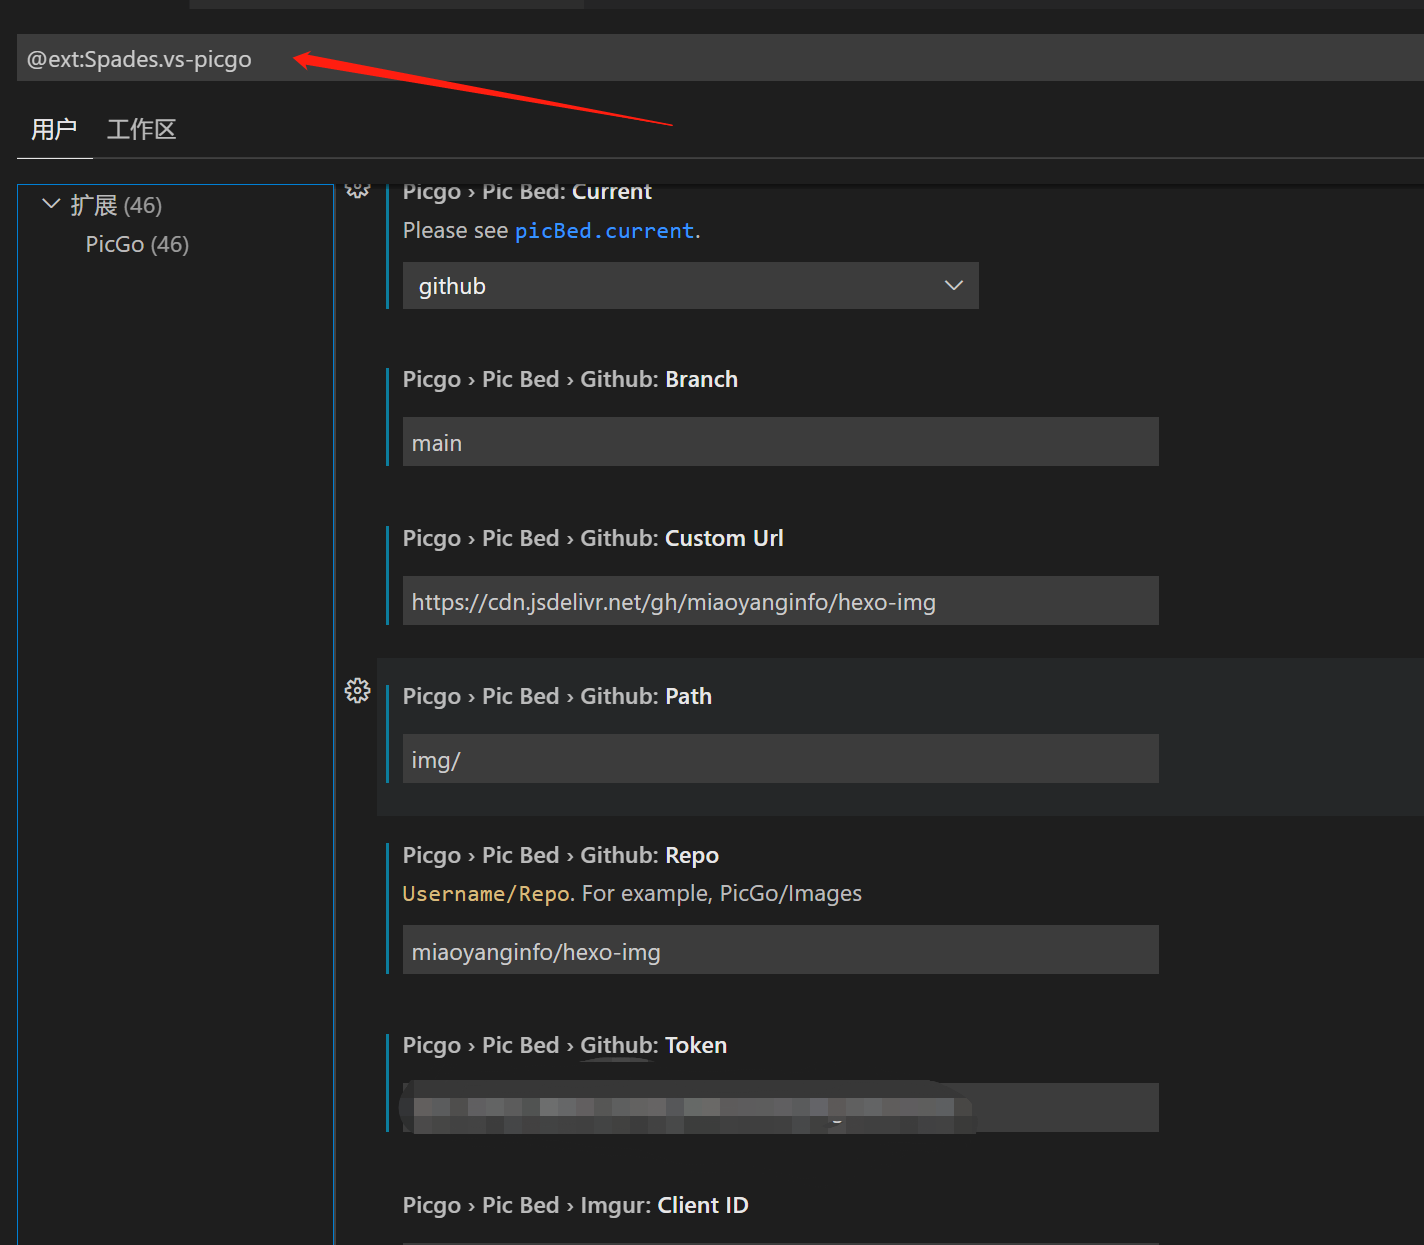 @ext:Spades.vs-picgo
用户 工作区
扩展 (46)
PicGo (46)
Picgo › Pic Bed: Current
Please see picBed.current.
github
Picgo › Pic Bed › Github: Branch
main
Picgo › Pic Bed › Github: Custom Url
https://cdn.jsdelivr.net/gh/miaoyanginfo/hexo-img
Picgo › Pic Bed › Github: Path
img/
Picgo › Pic Bed › Github: Repo
Username/Repo. For example, PicGo/Images
miaoyanginfo/hexo-img
Picgo › Pic Bed › Github: Token
Picgo › Pic Bed › Imgur: Client ID